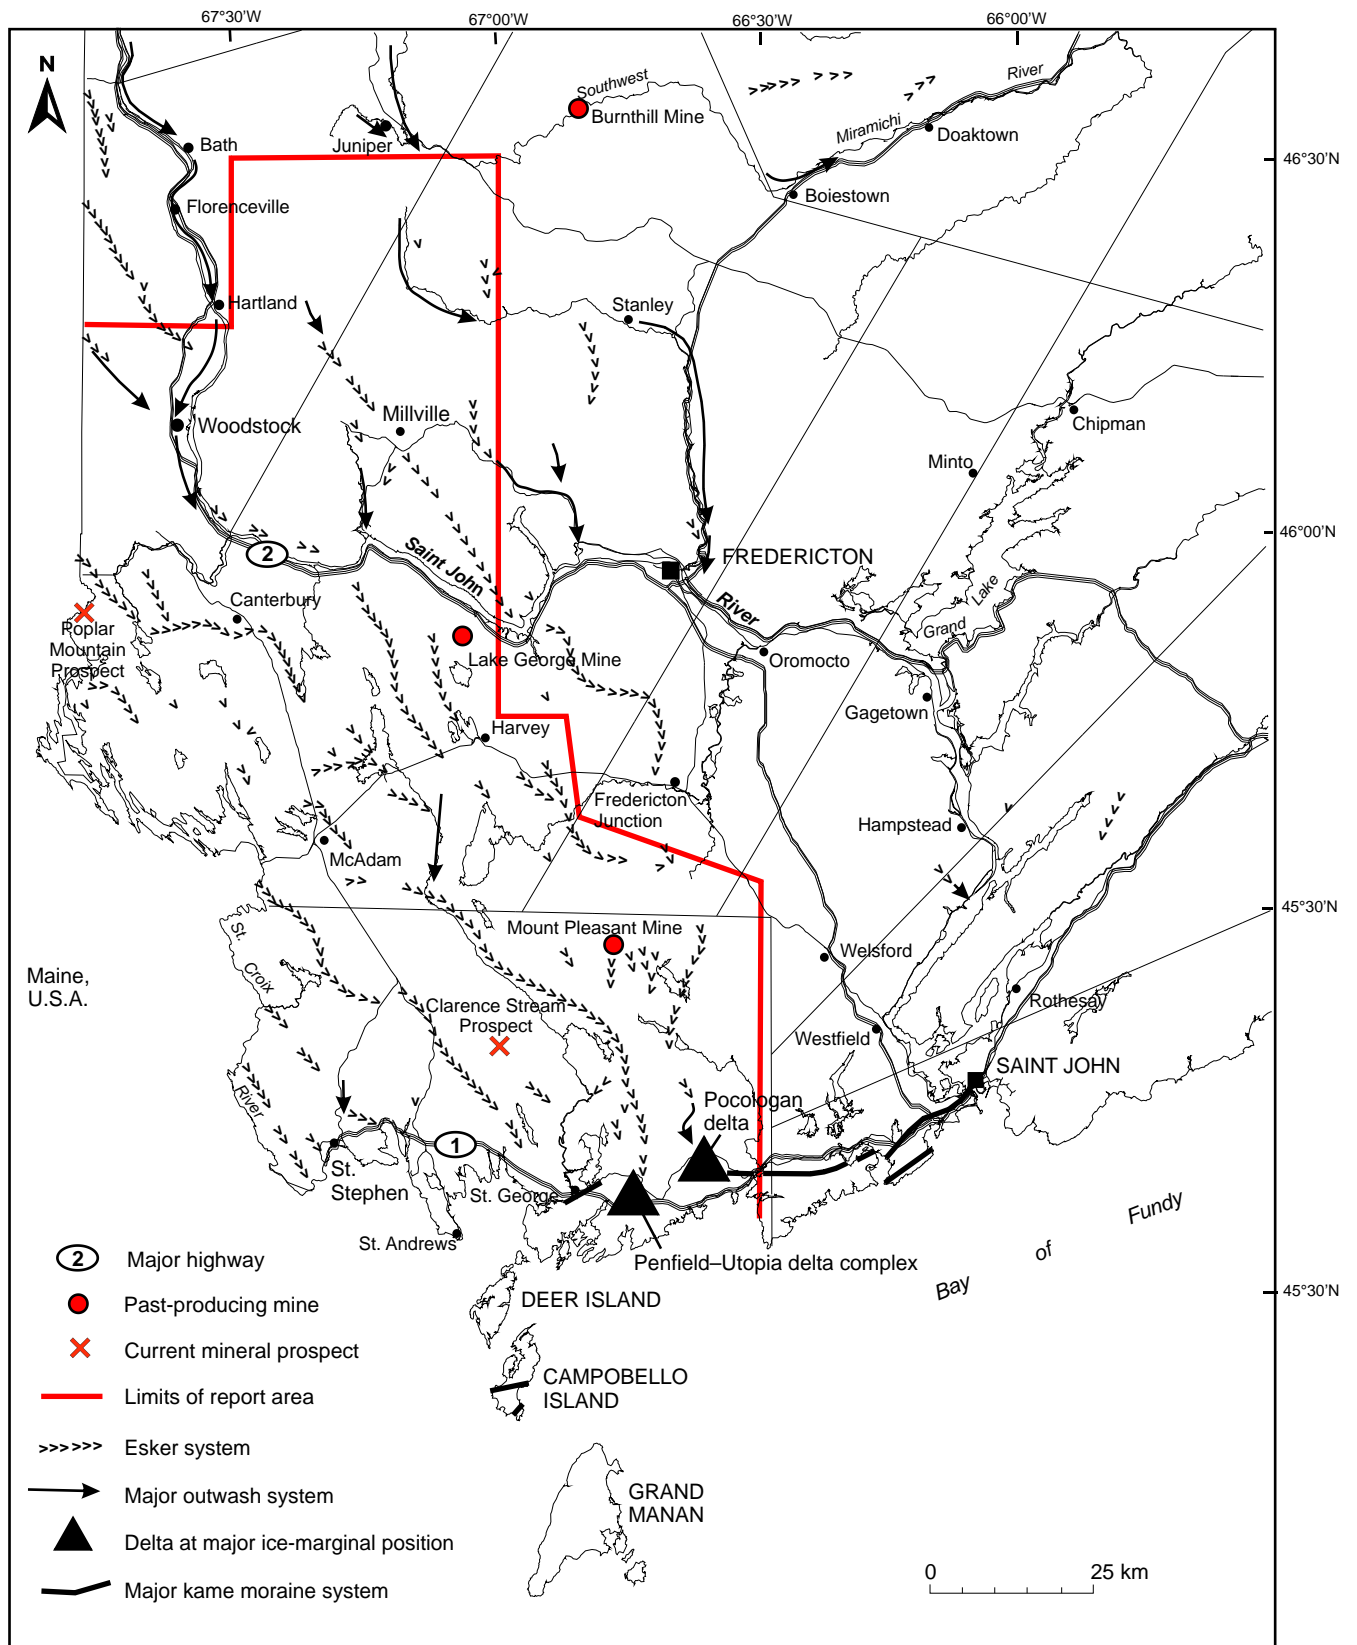 67°30'W
67°00'W
66°30'W
66°00'W
N
Southwest
River
Burnthill Mine
Miramichi
Doaktown
Bath
Juniper
46°30'N
Boiestown
Florenceville
Hartland
Stanley
Millville
Woodstock
Chipman
Minto
46°00'N
2
Saint John
FREDERICTON
River
Lake
Grand
Canterbury
Poplar
Mountain
Prospect
Lake George Mine
Oromocto
Gagetown
Harvey
Fredericton
Junction
Hampstead
McAdam
45°30'N
St.
Croix
River
Mount Pleasant Mine
Welsford
Maine,
U.S.A.
Clarence Stream
Prospect
Rothesay
Westfield
SAINT JOHN
Pocologan
delta
1
St.
Stephen
St. George
St. Andrews
Penfield–Utopia delta complex
Bay
of
Fundy
45°30'N
DEER ISLAND
CAMPOBELLO
ISLAND
GRAND
MANAN
2 Major highway
Past-producing mine
Current mineral prospect
Limits of report area
Esker system
Major outwash system
Delta at major ice-marginal position
Major kame moraine system
0 25 km